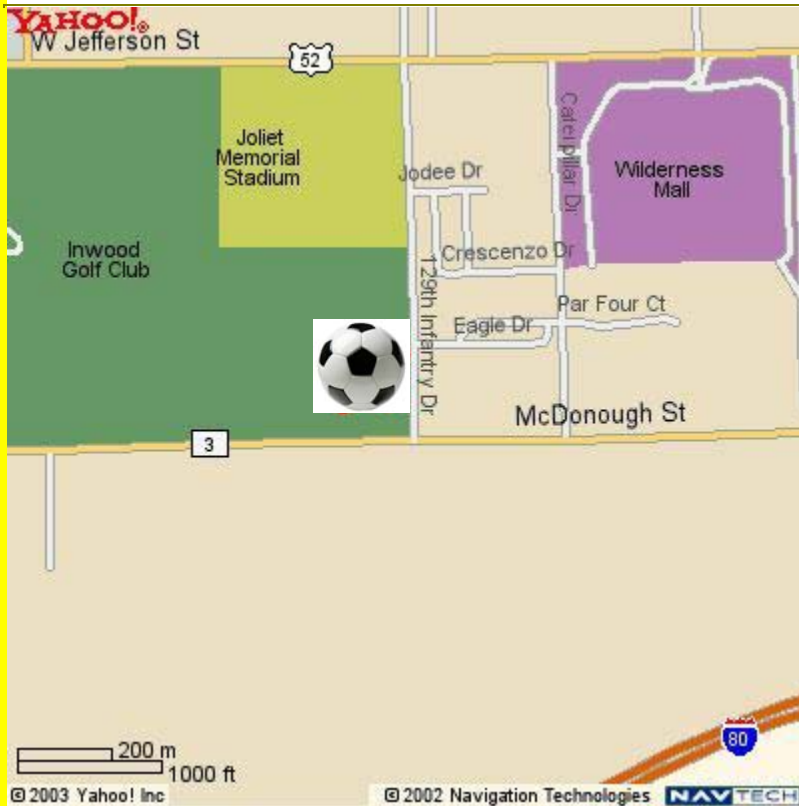 YAHOO!®
W Jefferson St
52
Joliet
Memorial
Stadium
Jodee Dr
Caterpillar Dr
Wilderness
Mall
Inwood
Golf Club
Crescenzo Dr
129th Infantry Dr
Par Four Ct
Eagle Dr
McDonough St
3
80
200 m
1000 ft
© 2003 Yahoo! Inc
© 2002 Navigation Technologies
NAVTECH